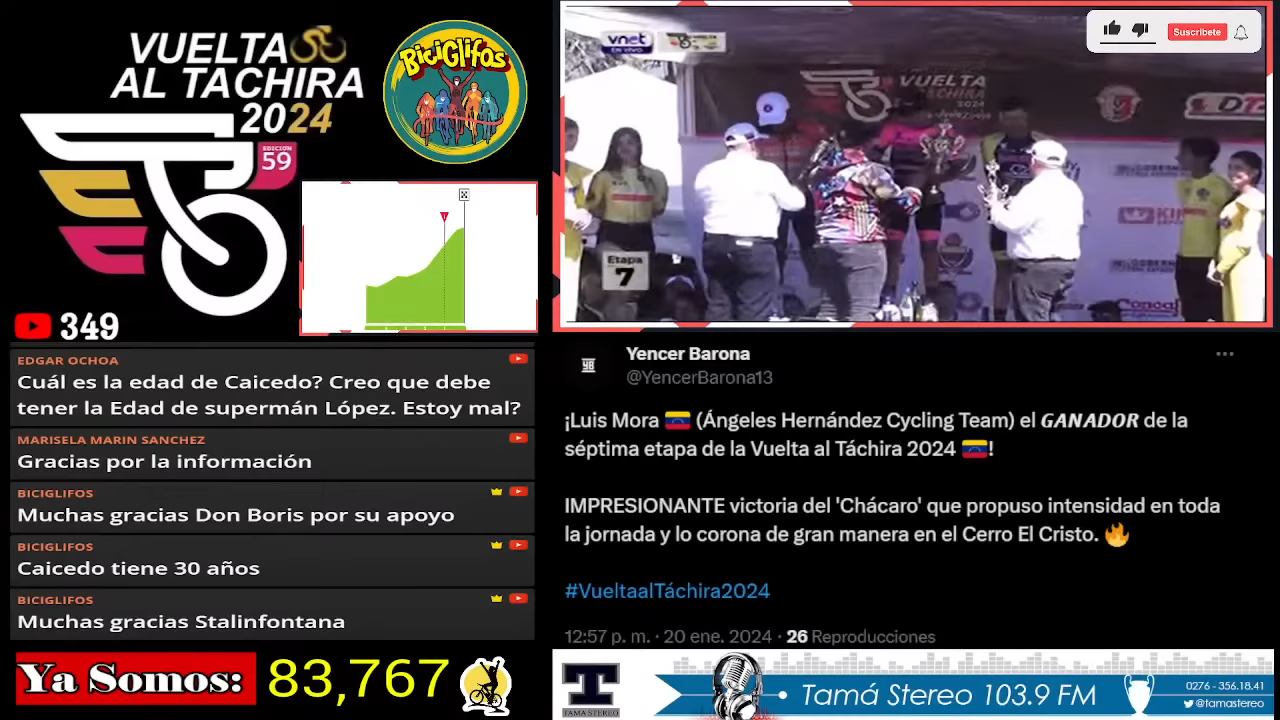 VUELTA
AL TACHIRA
2024
EDICION
59
BiciGlifos
349
EDGAR OCHOA
Cuál es la edad de Caicedo? Creo que debe
tener la Edad de supermán López. Estoy mal?
MARISELA MARIN SANCHEZ
Gracias por la información
BICIGLIFOS
Muchas gracias Don Boris por su apoyo
BICIGLIFOS
Caicedo tiene 30 años
BICIGLIFOS
Muchas gracias Stalinfontana
Ya Somos: 83,767
vnet
EN VIVO
VUELTA
TACHIRA
2024
Etapa
7
Suscríbete
Yencer Barona
@YencerBarona13
¡Luis Mora 🇻🇪 (Ángeles Hernández Cycling Team) el GANADOR de la
séptima etapa de la Vuelta al Táchira 2024 🇻🇪!
IMPRESIONANTE victoria del 'Chácaro' que propuso intensidad en toda
la jornada y lo corona de gran manera en el Cerro El Cristo. 🔥
#VueltaalTáchira2024
12:57 p. m. · 20 ene. 2024 · 26 Reproducciones
T
TAMA STEREO
Tamá Stereo 103.9 FM
0276 - 356.18.41
@tamastereo